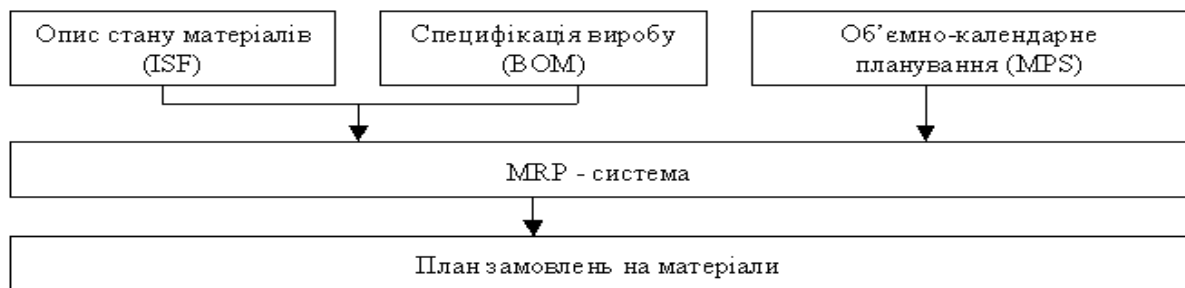 Опис стану матеріалів
(ISF)
Специфікація виробу
(BOM)
Об’ємно-календарне
планування (MPS)
MRP - система
План замовлень на матеріали